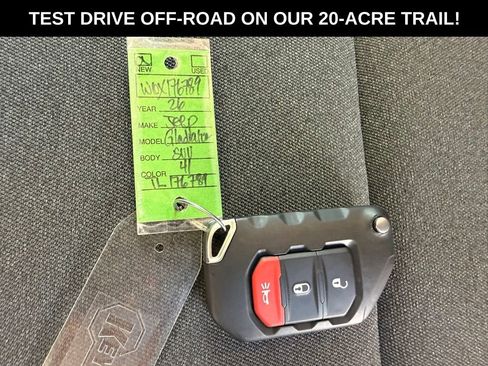 TEST DRIVE OFF-ROAD ON OUR 20-ACRE TRAIL!
NEW USED
YEAR 26
MAKE Jeep
MODEL Gladiator
BODY
COLOR
TL176789